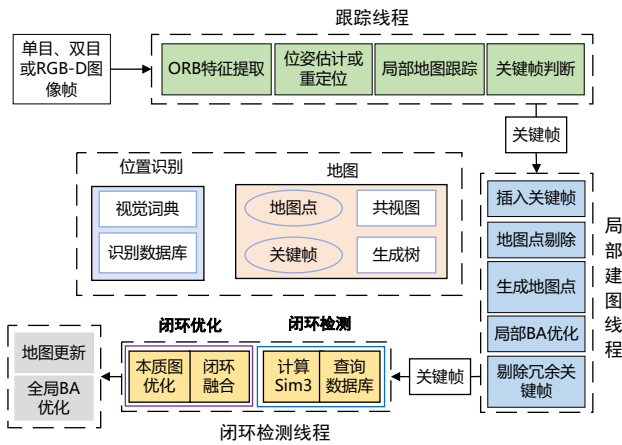 跟踪线程
单目、双目
或RGB-D图
像帧
ORB特征提取
位姿估计或
重定位
局部地图跟踪
关键帧判断
关键帧
位置识别
视觉词典
识别数据库
地图
地图点
共视图
关键帧
生成树
插入关键帧
地图点剔除
生成地图点
局部BA优化
剔除冗余关
键帧
局部建图线程
闭环优化
闭环检测
本质图
优化
闭环
融合
计算
Sim3
查询
数据库
关键帧
地图更新
全局BA
优化
闭环检测线程